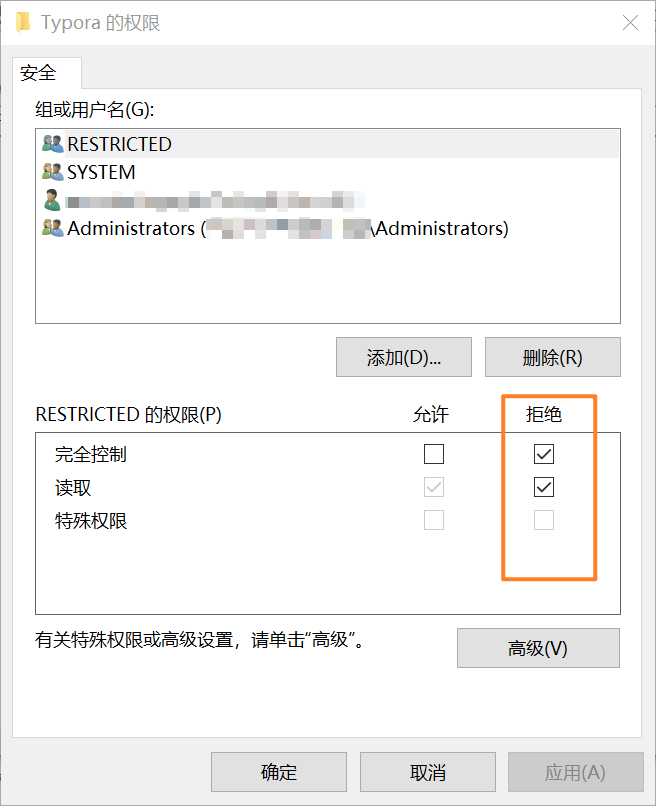 Typora 的权限
安全
组或用户名(G):
RESTRICTED
SYSTEM
Administrators (\Administrators)
添加(D)... 删除(R)
RESTRICTED 的权限(P) 允许 拒绝
完全控制
读取
特殊权限
有关特殊权限或高级设置，请单击“高级”。
高级(V)
确定 取消 应用(A)